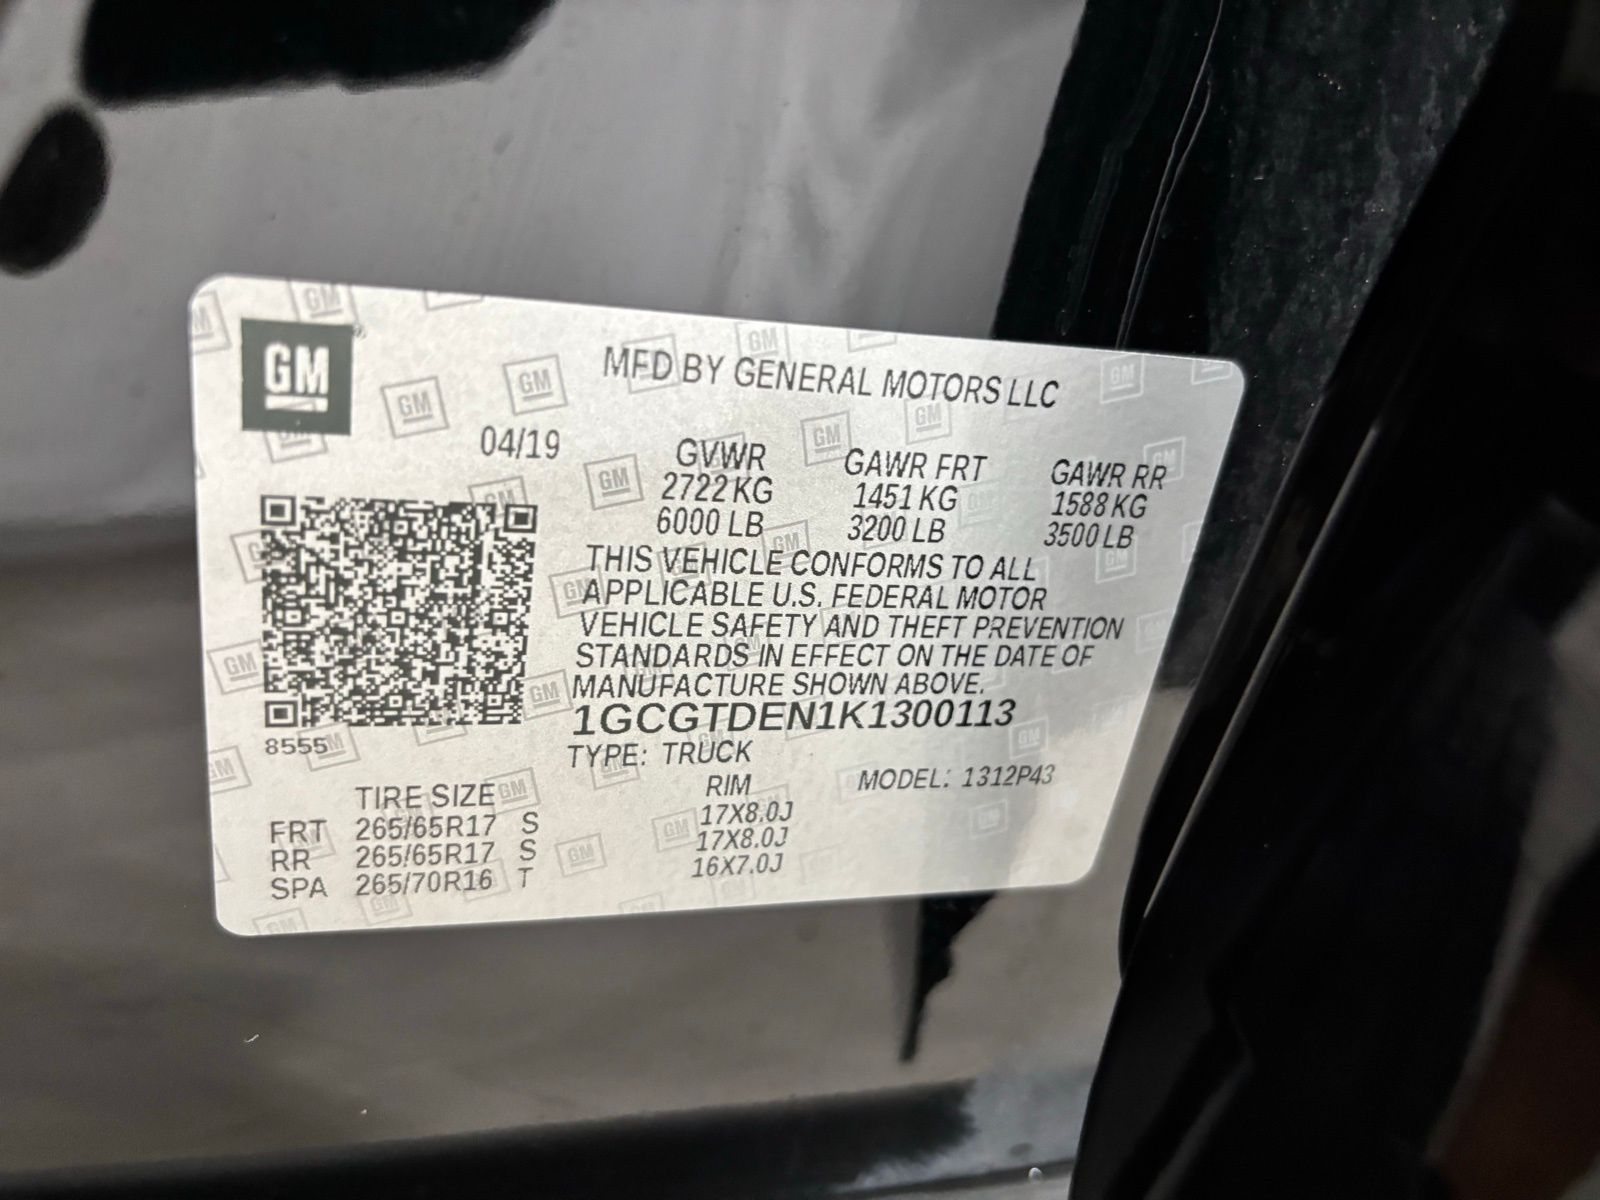 GM
MFD BY GENERAL MOTORS LLC
04/19
GVWR GAWR FRT GAWR RR
2722 KG 1451 KG 1588 KG
6000 LB 3200 LB 3500 LB
THIS VEHICLE CONFORMS TO ALL
APPLICABLE U.S. FEDERAL MOTOR
VEHICLE SAFETY AND THEFT PREVENTION
STANDARDS IN EFFECT ON THE DATE OF
MANUFACTURE SHOWN ABOVE.
1GCGTDEN1K1300113
8555
TYPE: TRUCK
MODEL: 1312P43
TIRE SIZE RIM
FRT 265/65R17 S 17X8.0J
RR 265/65R17 S 17X8.0J
SPA 265/70R16 T 16X7.0J